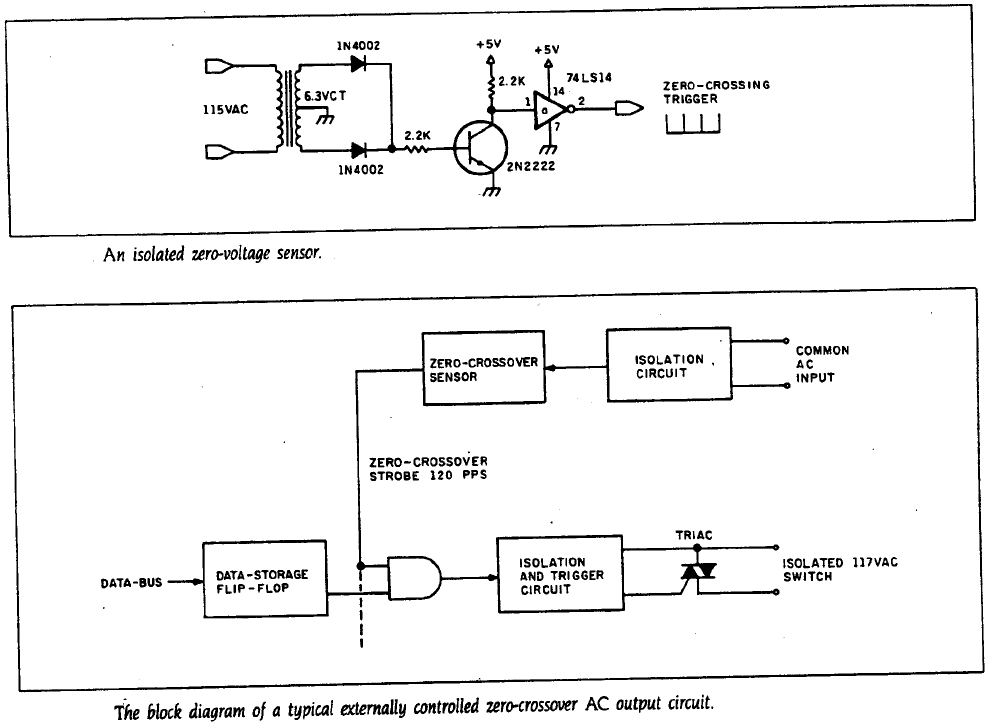 1N4002
+5V
+5V
2.2K
74LS14
14
ZERO-CROSSING
TRIGGER
6.3VCT
115VAC
1
a
2
7
2.2K
2N2222
1N4002
An isolated zero-voltage sensor.
ZERO-CROSSOVER
SENSOR
ISOLATION
CIRCUIT
COMMON
AC
INPUT
ZERO-CROSSOVER
STROBE 120 PPS
TRIAC
DATA-BUS
DATA-STORAGE
FLIP-FLOP
ISOLATION
AND TRIGGER
CIRCUIT
ISOLATED 117VAC
SWITCH
The block diagram of a typical externally controlled zero-crossover AC output circuit.